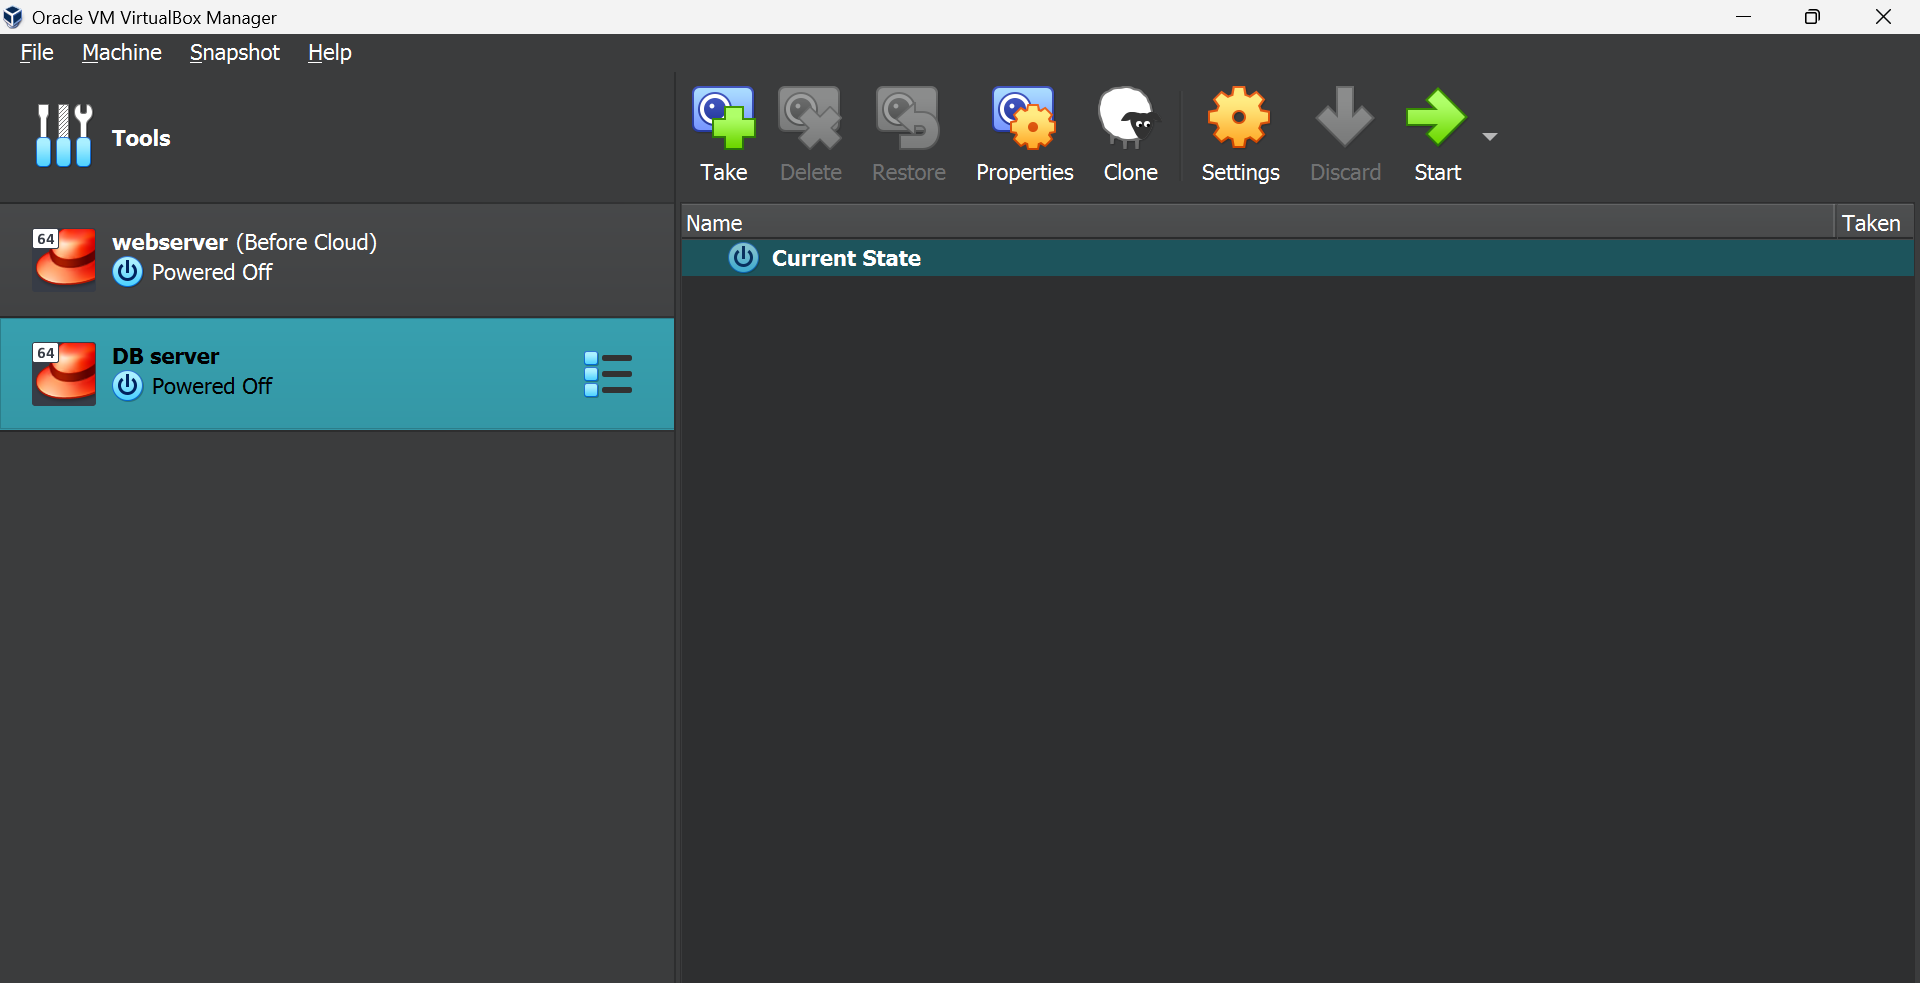 Oracle VM VirtualBox Manager
File Machine Snapshot Help
Tools
Take Delete Restore Properties Clone Settings Discard Start
64
webserver (Before Cloud)
Powered Off
64
DB server
Powered Off
Name Taken
Current State